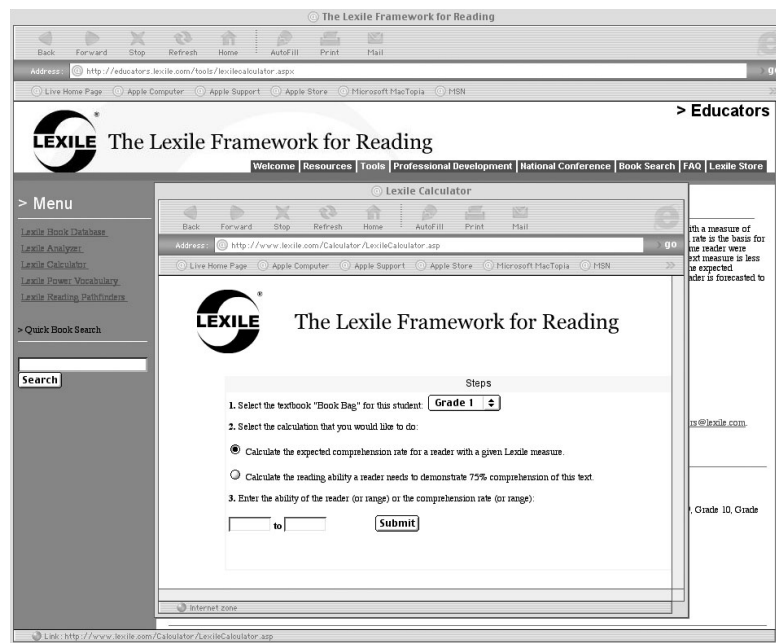 The Lexile Framework for Reading
Back Forward Stop Refresh Home AutoFill Print Mail
Address: http://educators.lexile.com/tools/lexilecalculator.aspx go
Live Home Page Apple Computer Apple Support Apple Store Microsoft MacTopia MSN
> Educators
LEXILE ® The Lexile Framework for Reading
Welcome | Resources | Tools | Professional Development | National Conference | Book Search | FAQ | Lexile Store
> Menu
Lexile Book Database
Lexile Analyzer
Lexile Calculator
Lexile Power Vocabulary
Lexile Reading Pathfinders
> Quick Book Search
Search
Lexile Calculator
Back Forward Stop Refresh Home AutoFill Print Mail
Address: http://www.lexile.com/Calculator/LexileCalculator.asp go
Live Home Page Apple Computer Apple Support Apple Store Microsoft MacTopia MSN
LEXILE ® The Lexile Framework for Reading
Steps
1. Select the textbook "Book Bag" for this student: Grade 1
2. Select the calculation that you would like to do:
Calculate the expected comprehension rate for a reader with a given Lexile measure.
Calculate the reading ability a reader needs to demonstrate 75% comprehension of this text.
3. Enter the ability of the reader (or range) or the comprehension rate (or range):
to Submit
Internet zone
ith a measure of
rate is the basis for
me reader were
ext measure is less
he expected
ader is forecasted to
rs@lexile.com.
, Grade 10, Grade
Link: http://www.lexile.com/Calculator/LexileCalculator.asp